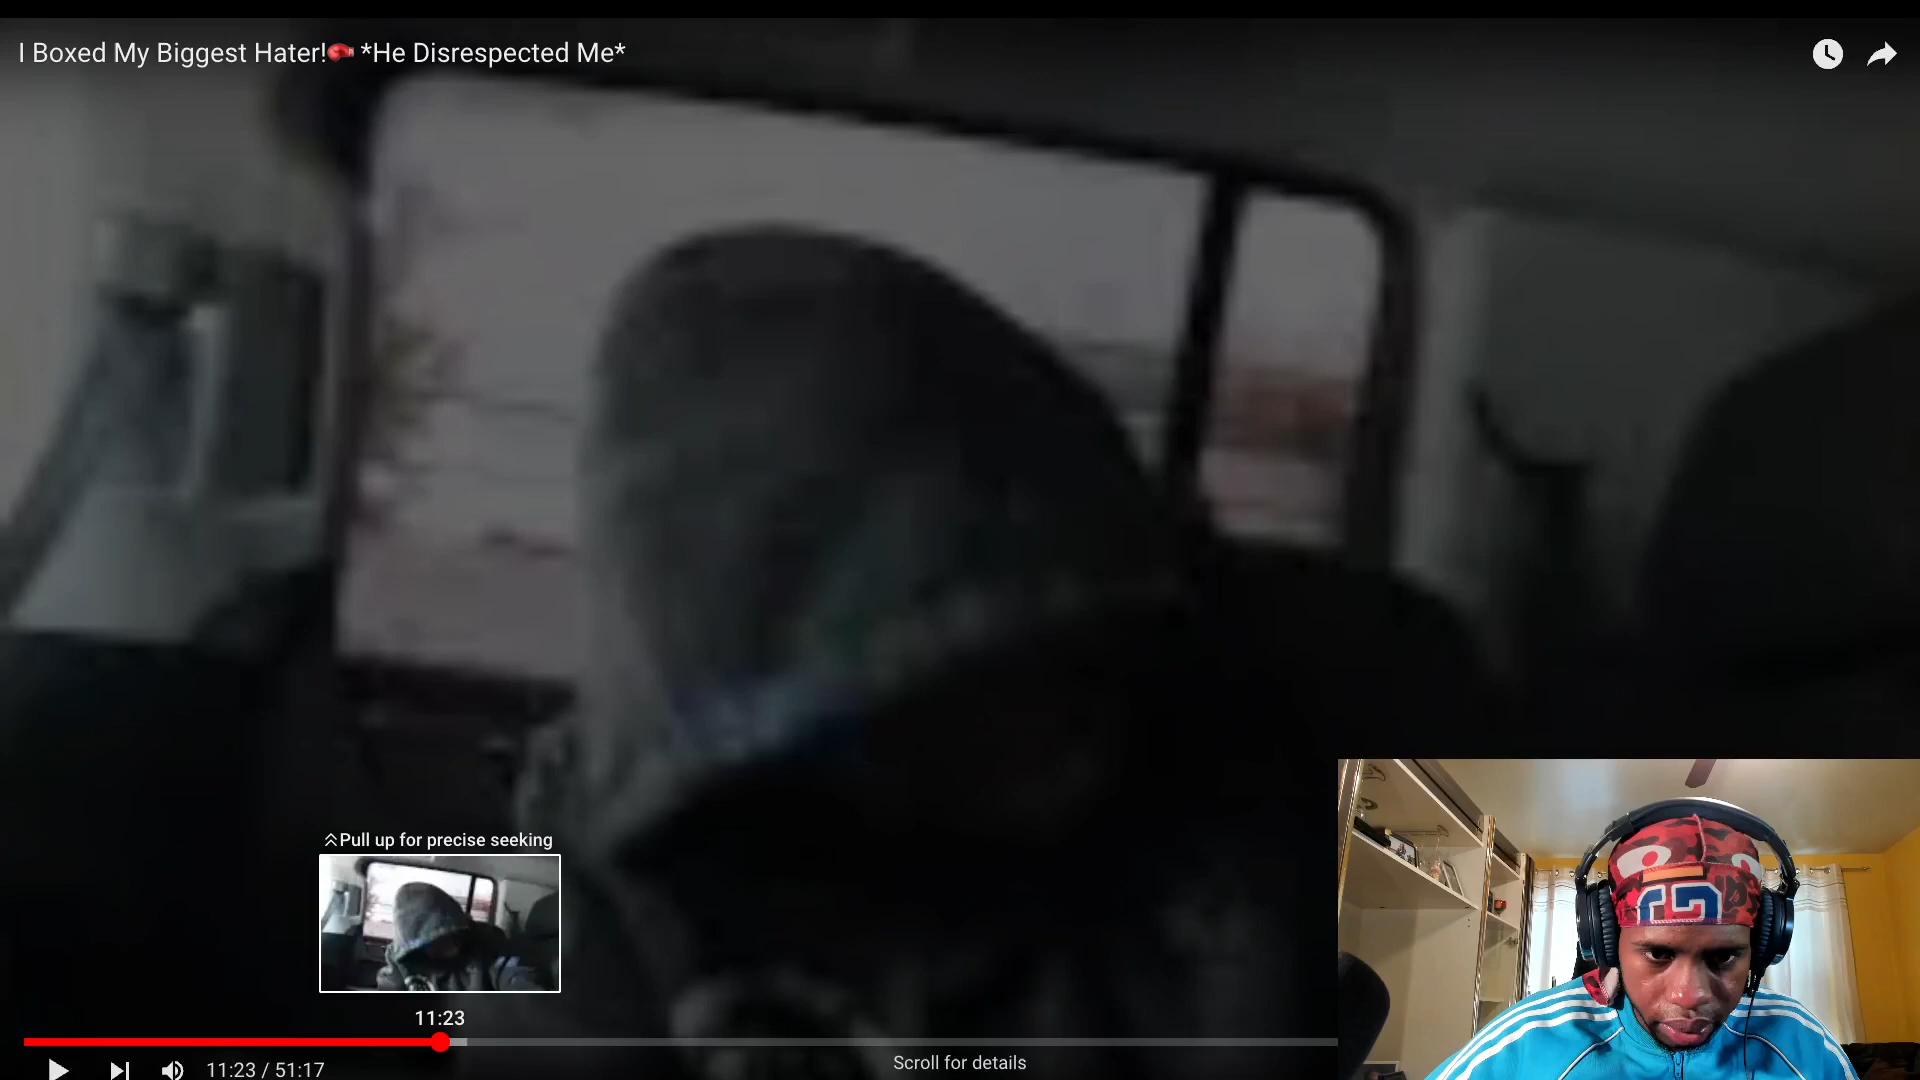 I Boxed My Biggest Hater!🥊 *He Disrespected Me*
Pull up for precise seeking
11:23
11:23 / 51:17
Scroll for details